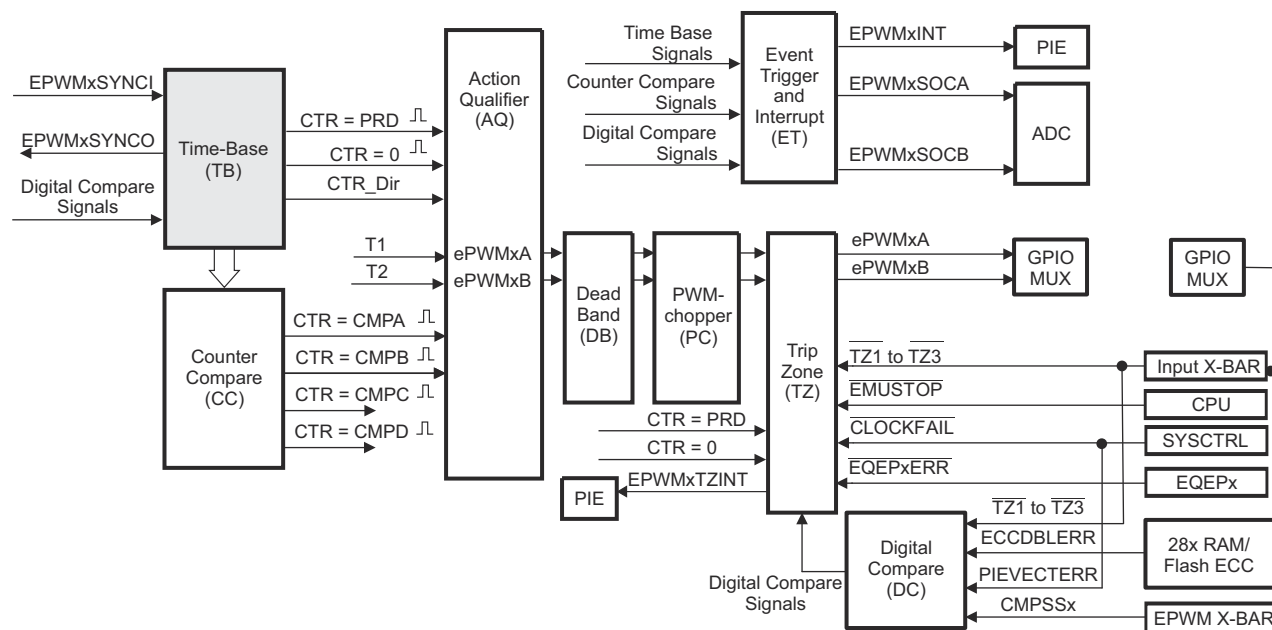 EPWMxSYNCI
EPWMxSYNCO
Digital Compare
Signals
Time-Base
(TB)
CTR = PRD
CTR = 0
CTR_Dir
T1
T2
Counter
Compare
(CC)
CTR = CMPA
CTR = CMPB
CTR = CMPC
CTR = CMPD
Action
Qualifier
(AQ)
ePWMxA
ePWMxB
Time Base
Signals
Counter Compare
Signals
Digital Compare
Signals
Event
Trigger
and
Interrupt
(ET)
EPWMxINT
EPWMxSOCA
EPWMxSOCB
PIE
ADC
Dead
Band
(DB)
PWM-
chopper
(PC)
Trip
Zone
(TZ)
ePWMxA
ePWMxB
GPIO
MUX
GPIO
MUX
TZ1 to TZ3
EMUSTOP
CLOCKFAIL
EQEPxERR
Input X-BAR
CPU
SYSCTRL
EQEPx
CTR = PRD
CTR = 0
EPWMxTZINT
PIE
Digital Compare
Signals
Digital
Compare
(DC)
TZ1 to TZ3
ECCDBLERR
PIEVECTERR
CMPSSx
28x RAM/
Flash ECC
EPWM X-BAR